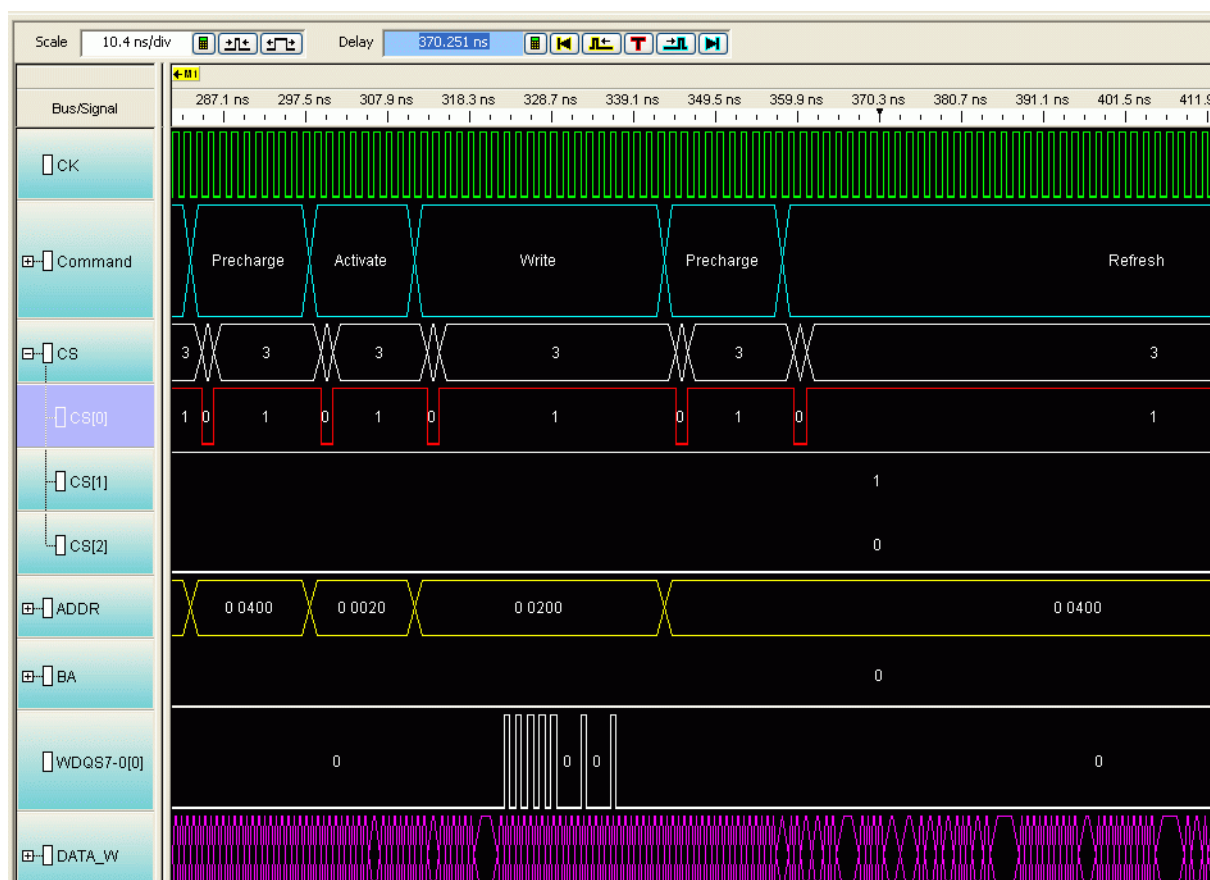 Scale 10.4 ns/div Delay 370.251 ns T
M1
Bus/Signal 287.1 ns 297.5 ns 307.9 ns 318.3 ns 328.7 ns 339.1 ns 349.5 ns 359.9 ns 370.3 ns 380.7 ns 391.1 ns 401.5 ns 411.9
CK
Command Precharge Activate Write Precharge Refresh
CS 3 3 3 3 3 3
CS[0] 1 0 1 0 1 0 1 0 1 0 1
CS[1] 1
CS[2] 0
ADDR 0 0400 0 0020 0 0200 0 0400
BA 0
WDQS7-0[0] 0 0 0 0
DATA_W